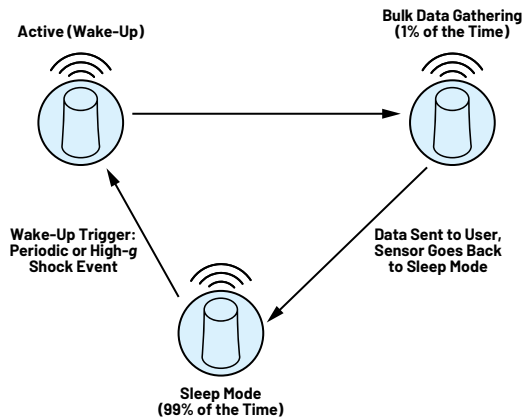 Active (Wake-Up)
Bulk Data Gathering
(1% of the Time)
Wake-Up Trigger:
Periodic or High-g
Shock Event
Data Sent to User,
Sensor Goes Back
to Sleep Mode
Sleep Mode
(99% of the Time)